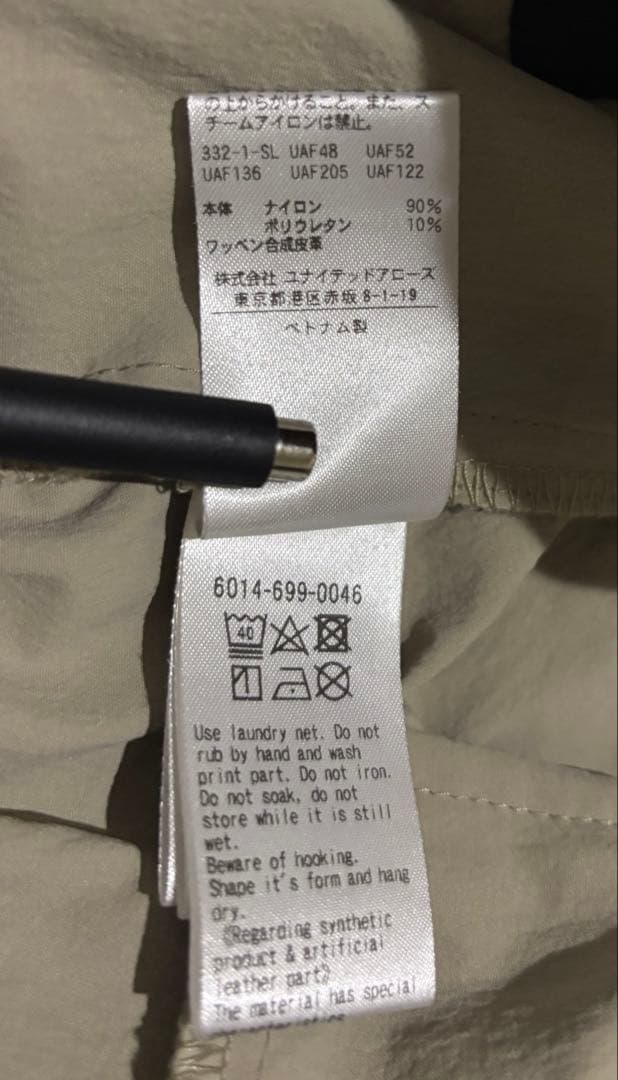 の上からかけること。また、ス
チームアイロンは禁止。
332-1-SL UAF48 UAF52
UAF136 UAF205 UAF122
本体 ナイロン 90%
ポリウレタン 10%
ワッペン合成皮革
株式会社 ユナイテッドアローズ
東京都港区赤坂 8-1-19
ベトナム製
6014-699-0046
40
Use laundry net. Do not
rub by hand and wash
print part. Do not iron.
Do not soak, do not
store while it is still
wet.
Beware of hooking.
Shape it's form and hang
dry.
《Regarding synthetic
product & artificial
leather part》
The material has special